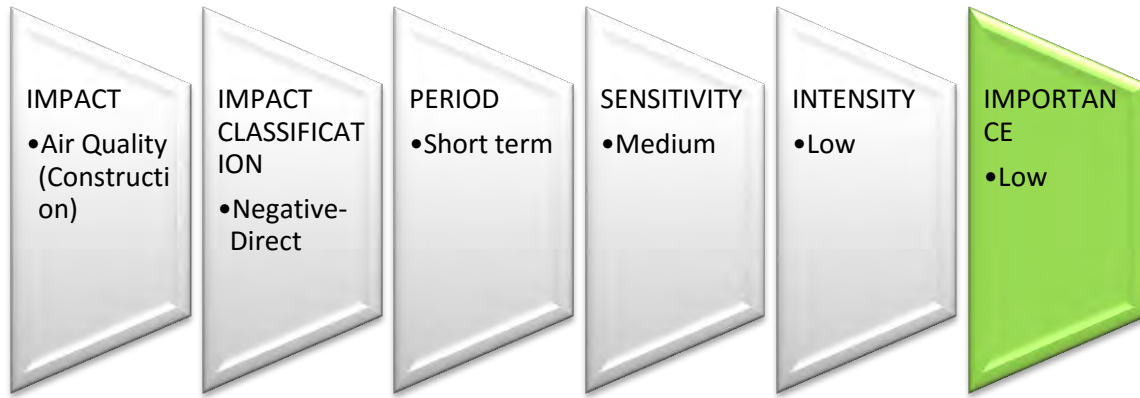 IMPACT
•Air Quality
(Constructi
on)
IMPACT
CLASSIFICAT
ION
•Negative-
Direct
PERIOD
•Short term
SENSITIVITY
•Medium
INTENSITY
•Low
IMPORTAN
CE
•Low